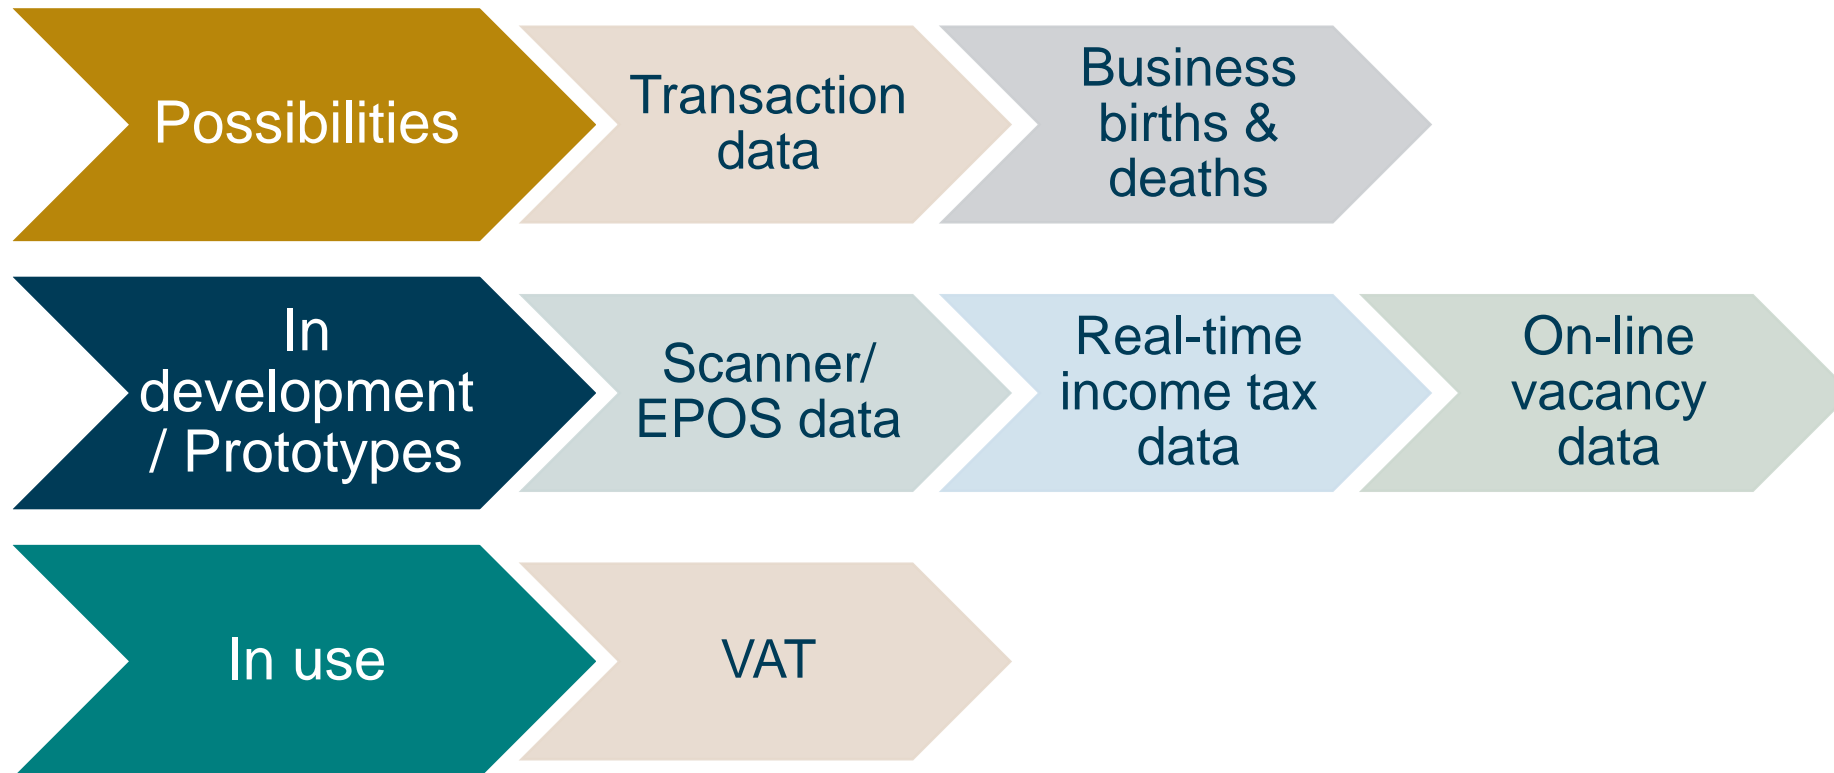 Possibilities
Transaction
data
Business
births &
deaths
In
development
/ Prototypes
Scanner/
EPOS data
Real-time
income tax
data
On-line
vacancy
data
In use
VAT